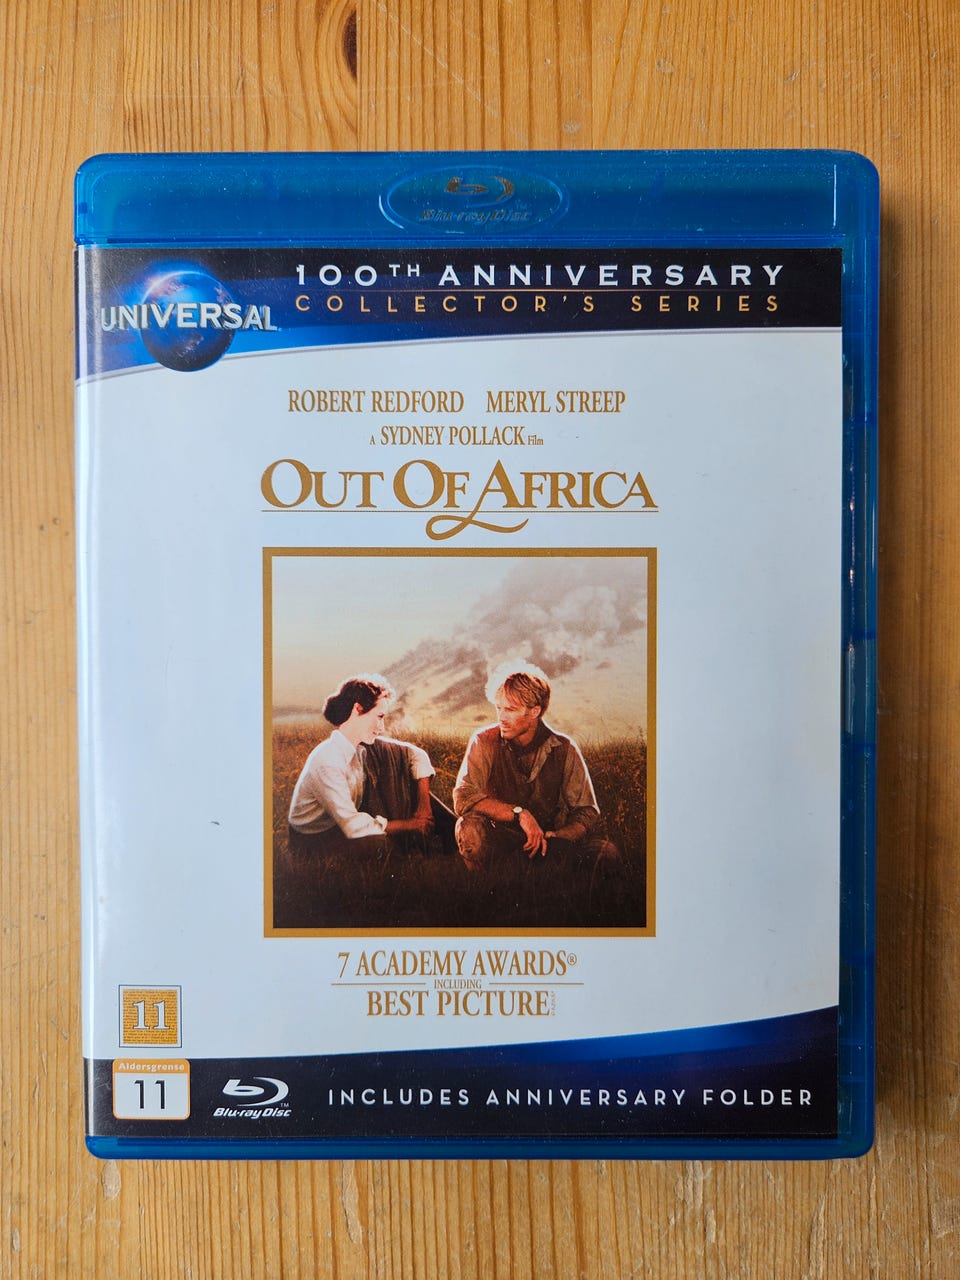 Blu-ray Disc
100TH ANNIVERSARY
COLLECTOR'S SERIES
UNIVERSAL
ROBERT REDFORD MERYL STREEP
A SYDNEY POLLACK Film
OUT OF AFRICA
7 ACADEMY AWARDS®
INCLUDING
BEST PICTURE
11
Aldersgrense
11
Blu-ray Disc™
INCLUDES ANNIVERSARY FOLDER